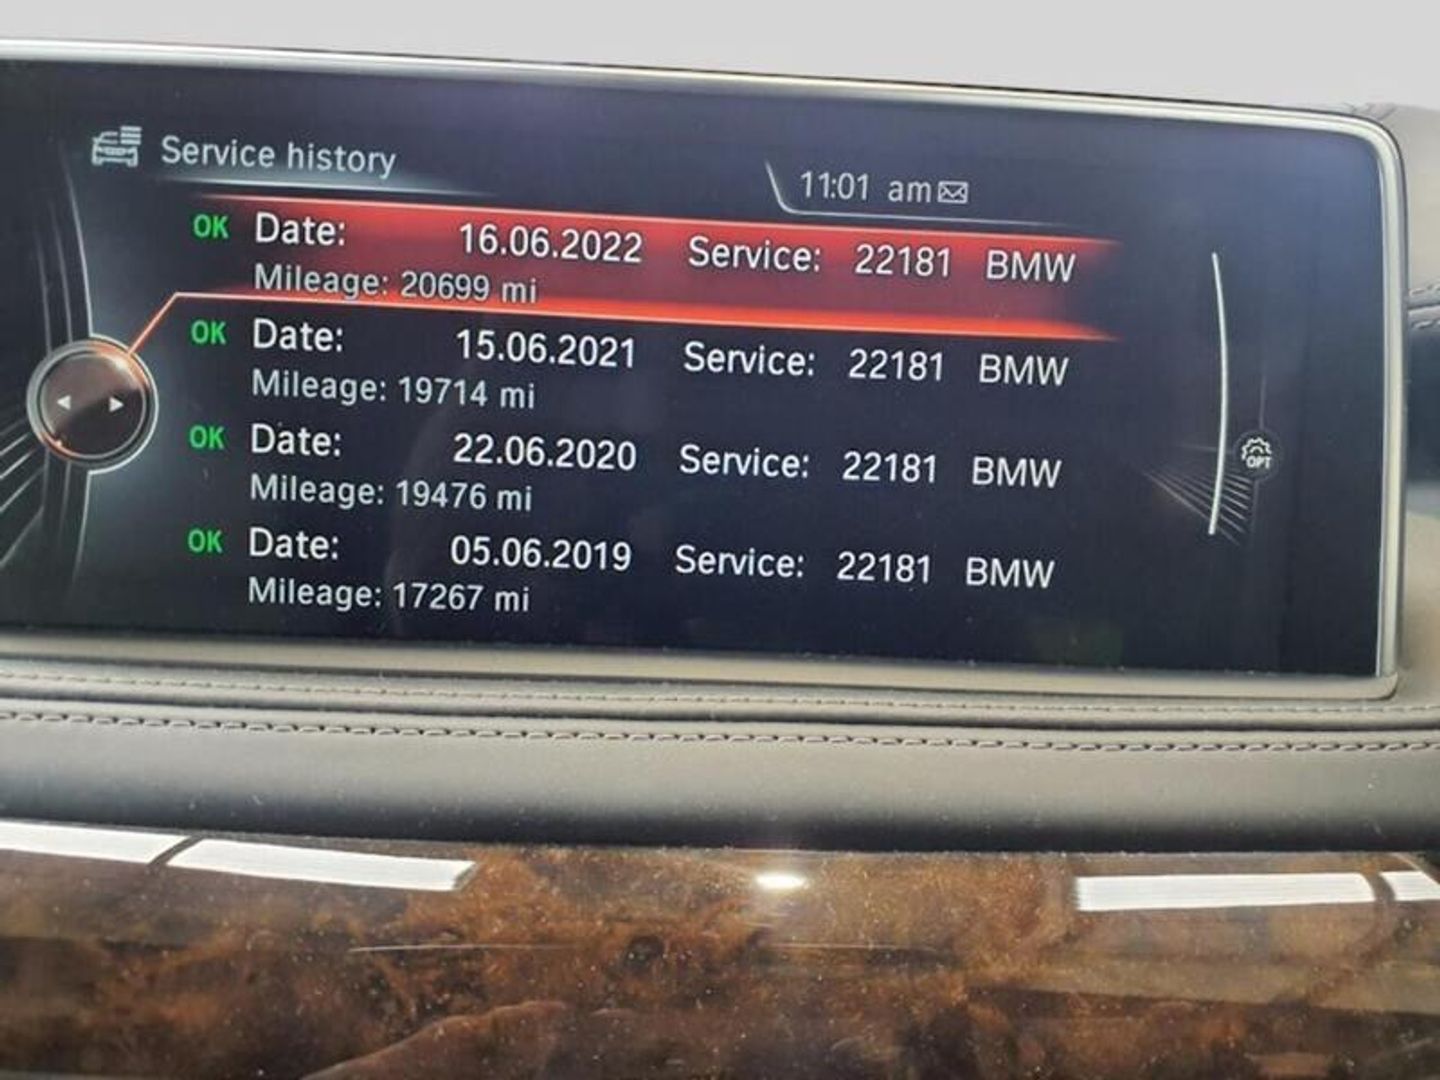 Service history
11:01 am
OK Date: 16.06.2022 Service: 22181 BMW
Mileage: 20699 mi
OK Date: 15.06.2021 Service: 22181 BMW
Mileage: 19714 mi
OK Date: 22.06.2020 Service: 22181 BMW
Mileage: 19476 mi
OPT
OK Date: 05.06.2019 Service: 22181 BMW
Mileage: 17267 mi